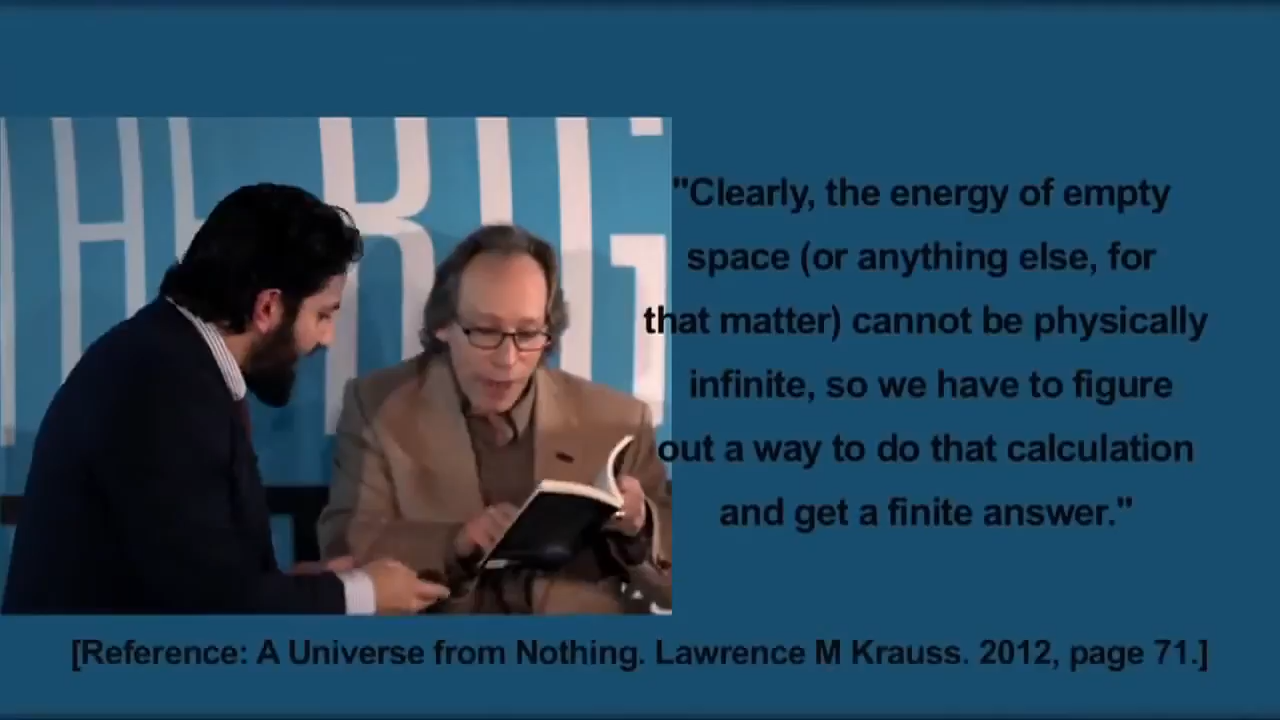 THE BIG
"Clearly, the energy of empty
space (or anything else, for
that matter) cannot be physically
infinite, so we have to figure
out a way to do that calculation
and get a finite answer."
[Reference: A Universe from Nothing. Lawrence M Krauss. 2012, page 71.]